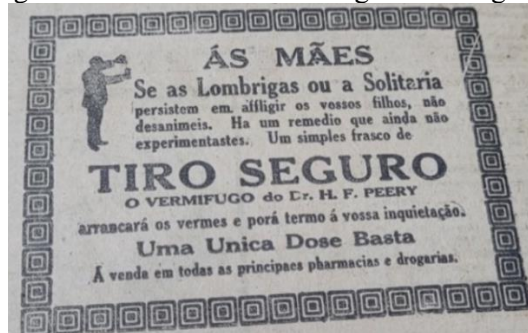 ÁS MÃES
Se as Lombrigas ou a Solitaria
persistem em affligir os vossos filhos, não
desanimeis. Ha um remedio que ainda não
experimentastes. Um simples frasco de
TIRO SEGURO
O VERMIFUGO do Dr. H. F. PEERY
arrancará os vermes e porá termo á vossa inquietação.
Uma Unica Dose Basta
Á venda em todas as principaes pharmacias e drogarias.